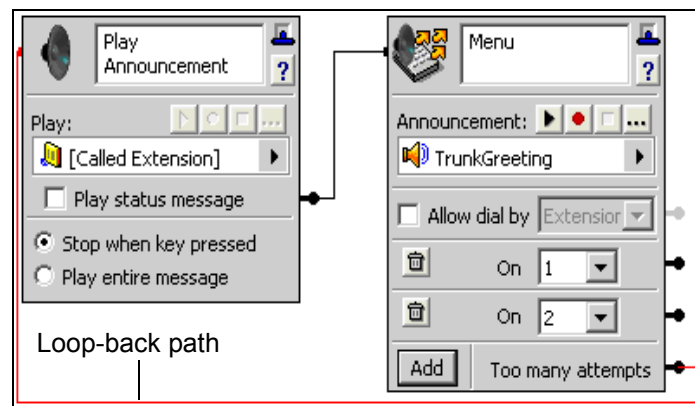 Play
Announcement
?
Play:
...
[Called Extension]
Play status message
Stop when key pressed
Play entire message
Loop-back path
Menu
?
Announcement:
...
TrunkGreeting
Allow dial by Extension
On 1
On 2
Add Too many attempts